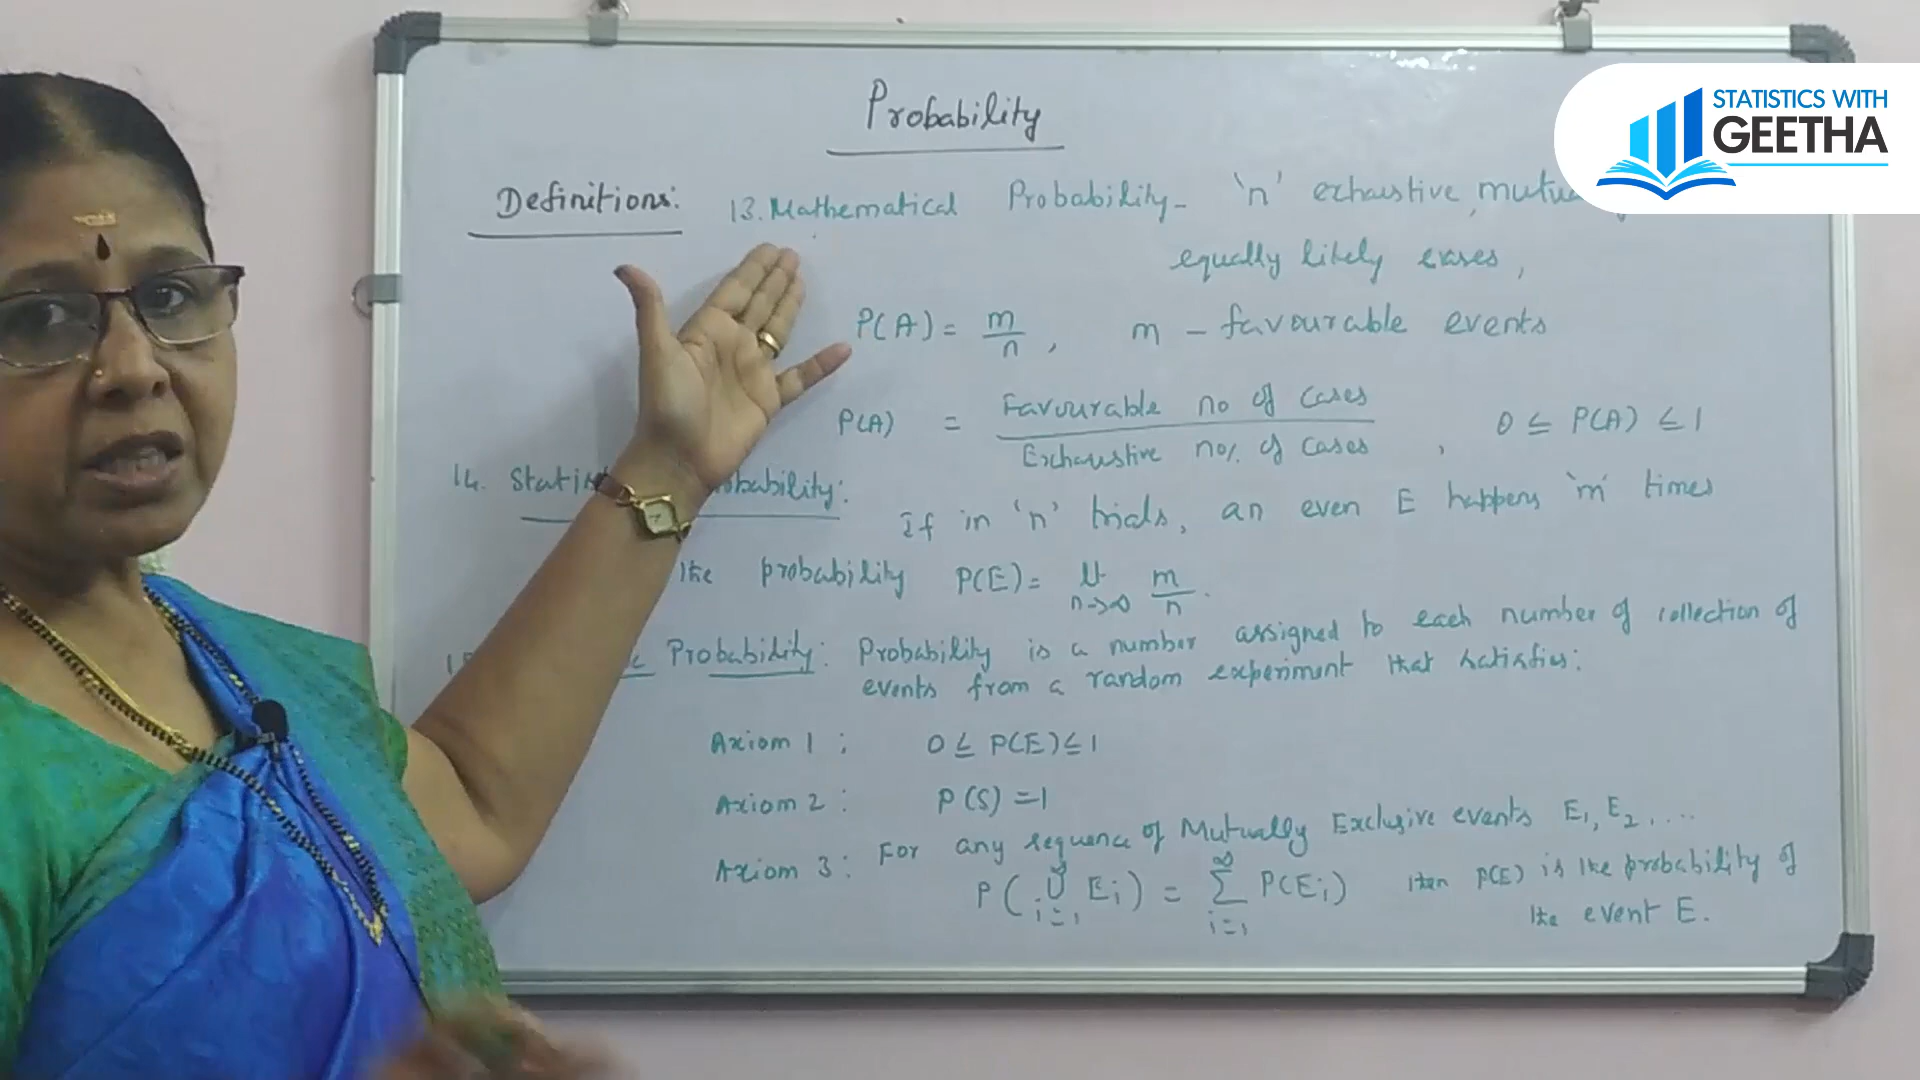 STATISTICS WITH
GEETHA
Probability
Definitions: 13. Mathematical Probability - 'n' exhaustive, mutua
equally likely cases,
P(A) = m/n , m - favourable events
P(A) = Favourable no of cases / Exhaustive no/. of cases , 0 ≤ P(A) ≤ 1
14. Stati obability:
If in 'n' trials, an even E happens 'm' times
the probability P(E) = lt n->∞ m/n .
Probability: Probability is a number assigned to each number of collection of
events from a random experiment that satisfies:
Axiom 1 : 0 ≤ P(E) ≤ 1
Axiom 2 : P(S) = 1
Axiom 3 : For any sequence of Mutually Exclusive events E₁, E₂, ....
P( ∞ ∪ i=1 Ei) = ∞ Σ i=1 P(Ei) then P(E) is the probability of
the event E.